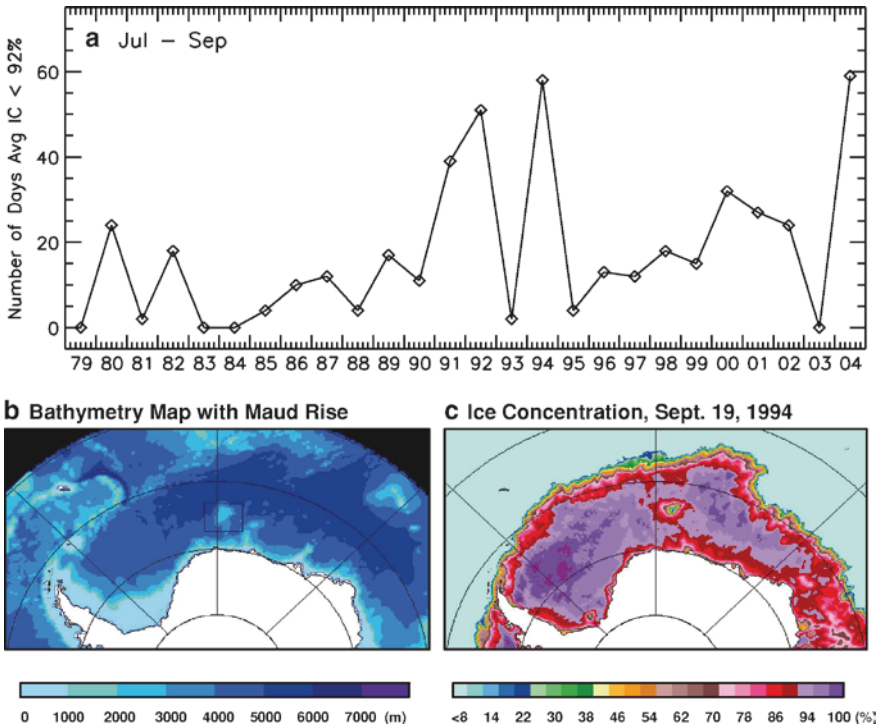 a Jul – Sep
Number of Days Avg IC < 92%
60
40
20
0
79 80 81 82 83 84 85 86 87 88 89 90 91 92 93 94 95 96 97 98 99 00 01 02 03 04
b Bathymetry Map with Maud Rise
c Ice Concentration, Sept. 19, 1994
0 1000 2000 3000 4000 5000 6000 7000 (m)
<8 14 22 30 38 46 54 62 70 78 86 94 100 (%)